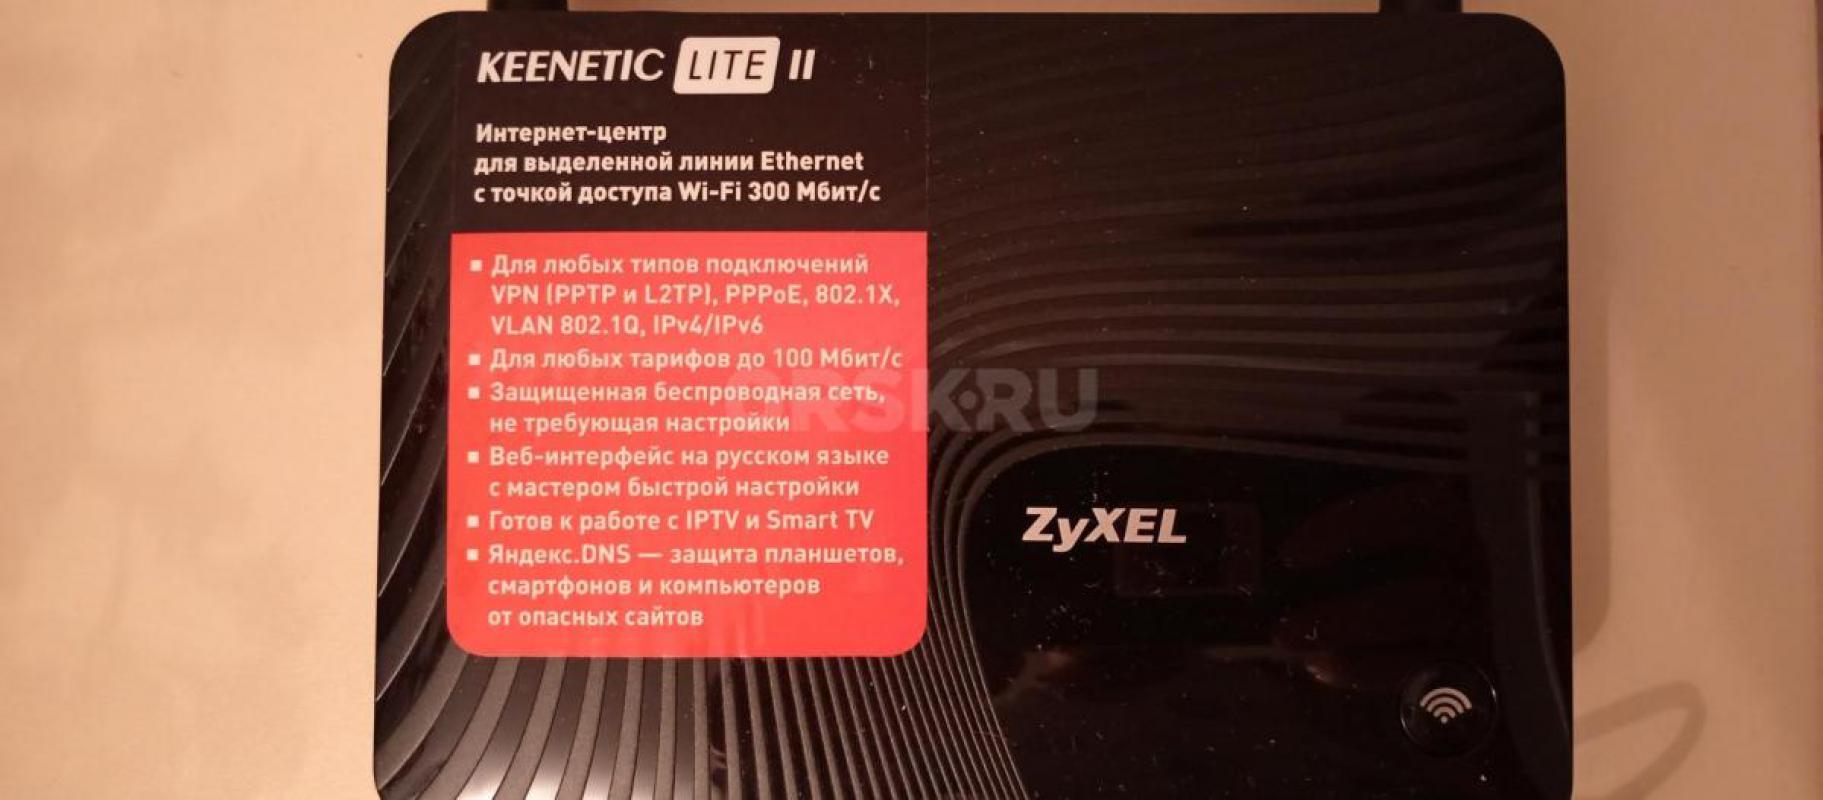 KEENETIC LITE II
Интернет-центр
для выделенной линии Ethernet
с точкой доступа Wi-Fi 300 Мбит/с
▪ Для любых типов подключений
VPN (PPTP и L2TP), PPPoE, 802.1X,
VLAN 802.1Q, IPv4/IPv6
▪ Для любых тарифов до 100 Мбит/с
▪ Защищенная беспроводная сеть,
не требующая настройки
▪ Веб-интерфейс на русском языке
с мастером быстрой настройки
▪ Готов к работе с IPTV и Smart TV
▪ Яндекс.DNS — защита планшетов,
смартфонов и компьютеров
от опасных сайтов
ORSK.RU
ZyXEL